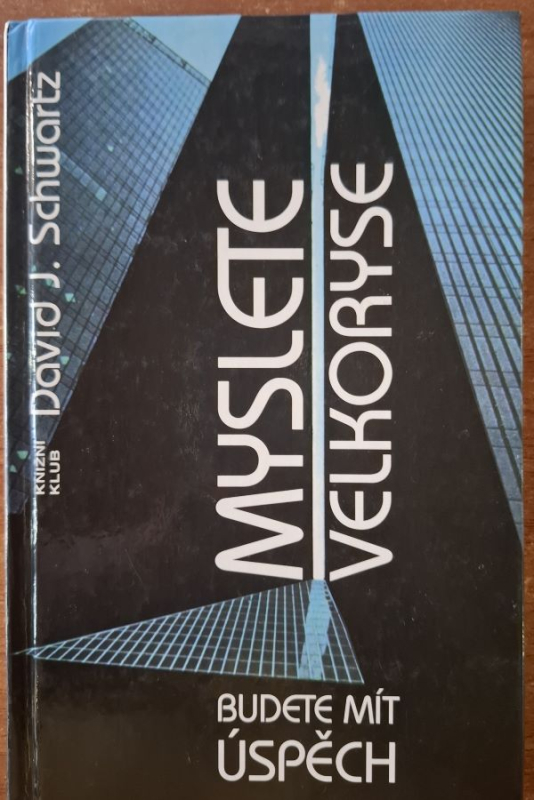 David J. Schwartz
KNIŽNÍ
KLUB
MYSLETE
VELKORYSE
BUDETE MÍT
ÚSPĚCH